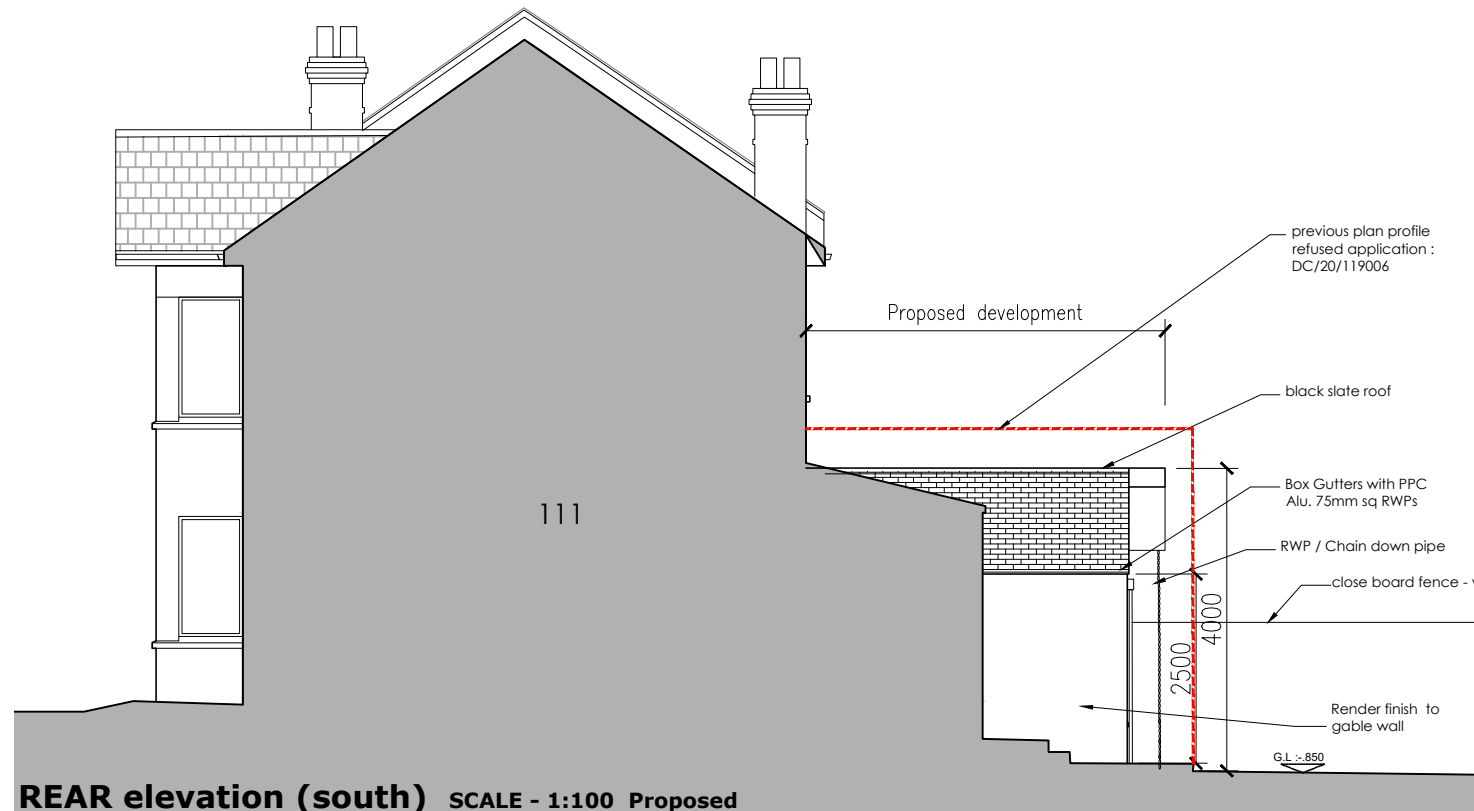 previous plan profile
refused application :
DC/20/119006
Proposed development
black slate roof
Box Gutters with PPC
Alu. 75mm sq RWPs
111
RWP / Chain down pipe
close board fence -
4000
2500
Render finish to
gable wall
G.L :-.850
REAR elevation (south) SCALE - 1:100 Proposed